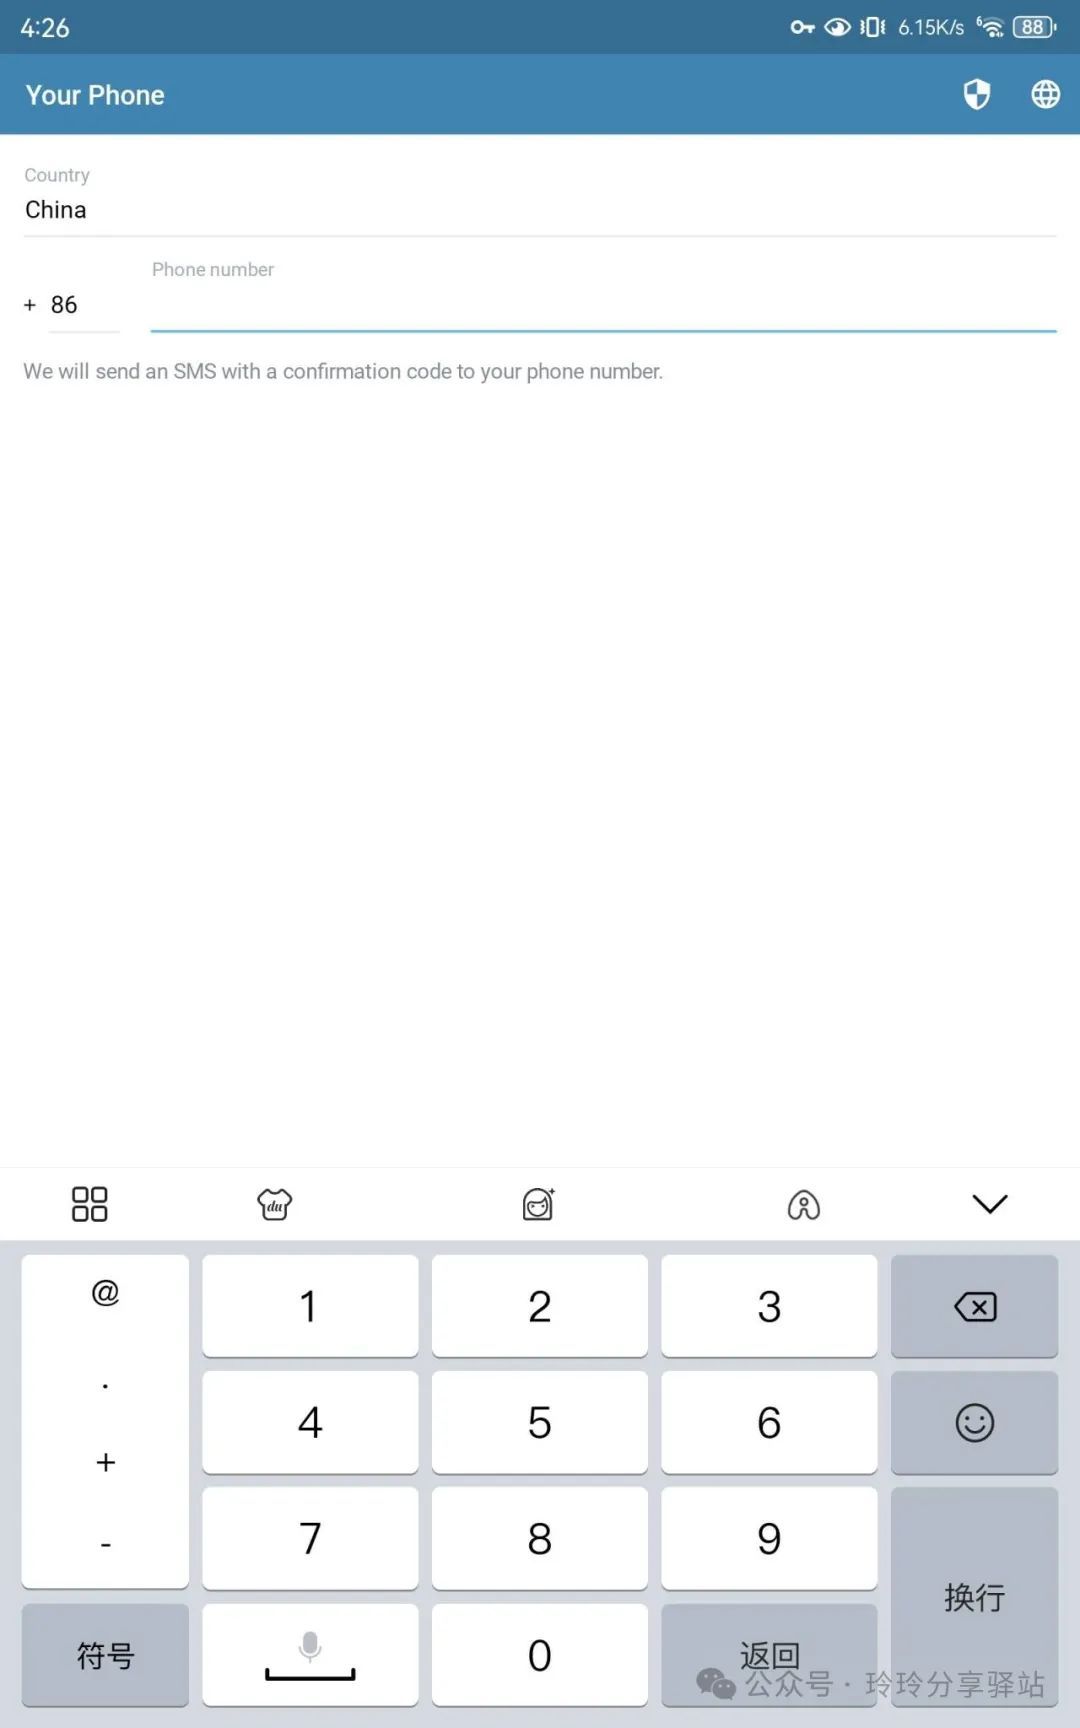 4:26
6.15K/s
6
88
Your Phone
Country
China
Phone number
+ 86
We will send an SMS with a confirmation code to your phone number.
du
@
1
2
3
.
4
5
6
+
7
8
9
-
换行
符号
0
返回
公众号 · 玲玲分享驿站